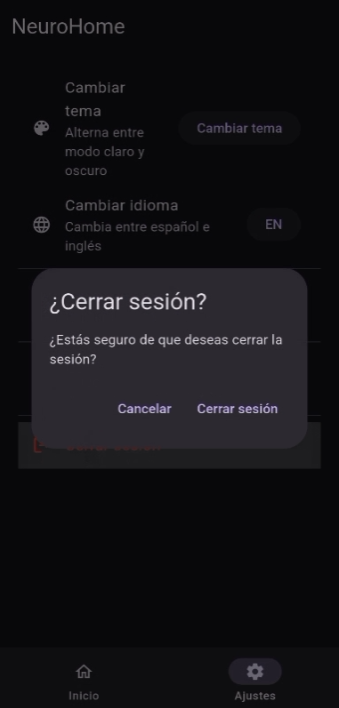 NeuroHome
Cambiar
tema
Alterna entre
modo claro y
oscuro
Cambiar tema
Cambiar idioma
Cambia entre español e
inglés
EN
¿Cerrar sesión?
¿Estás seguro de que deseas cerrar la
sesión?
Cancelar
Cerrar sesión
Inicio
Ajustes